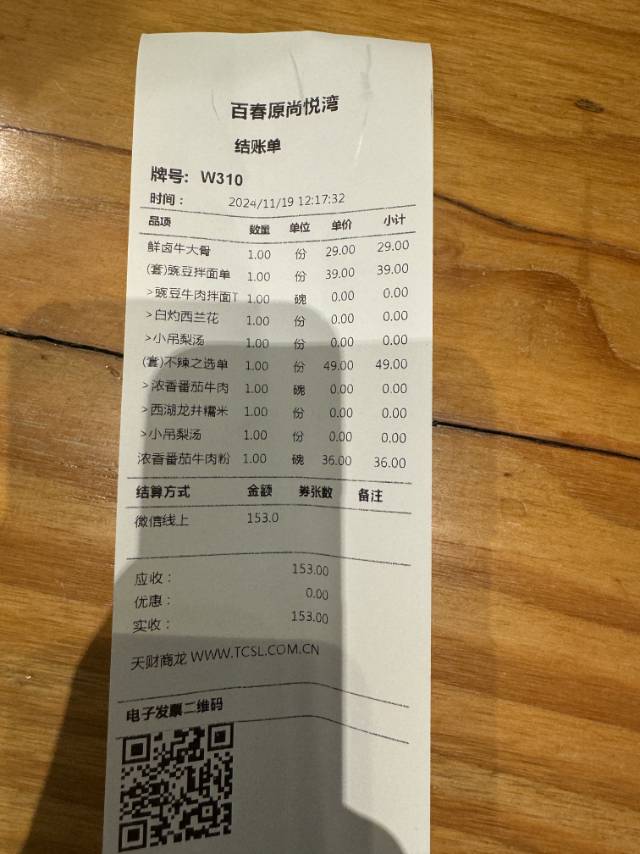 百春原尚悦湾
结账单
牌号: W310
时间： 2024/11/19 12:17:32
品项 数量 单位 单价 小计
鲜卤牛大骨 1.00 份 29.00 29.00
(套)豌豆拌面单 1.00 份 39.00 39.00
>豌豆牛肉拌面T 1.00 碗 0.00 0.00
>白灼西兰花 1.00 份 0.00 0.00
>小吊梨汤 1.00 份 0.00 0.00
(套)不辣之选单 1.00 份 49.00 49.00
>浓香番茄牛肉 1.00 碗 0.00 0.00
>西湖龙井糯米 1.00 份 0.00 0.00
>小吊梨汤 1.00 份 0.00 0.00
浓香番茄牛肉粉 1.00 碗 36.00 36.00
结算方式 金额 券张数 备注
微信线上 153.0
应收： 153.00
优惠： 0.00
实收： 153.00
天财商龙 WWW.TCSL.COM.CN
电子发票二维码